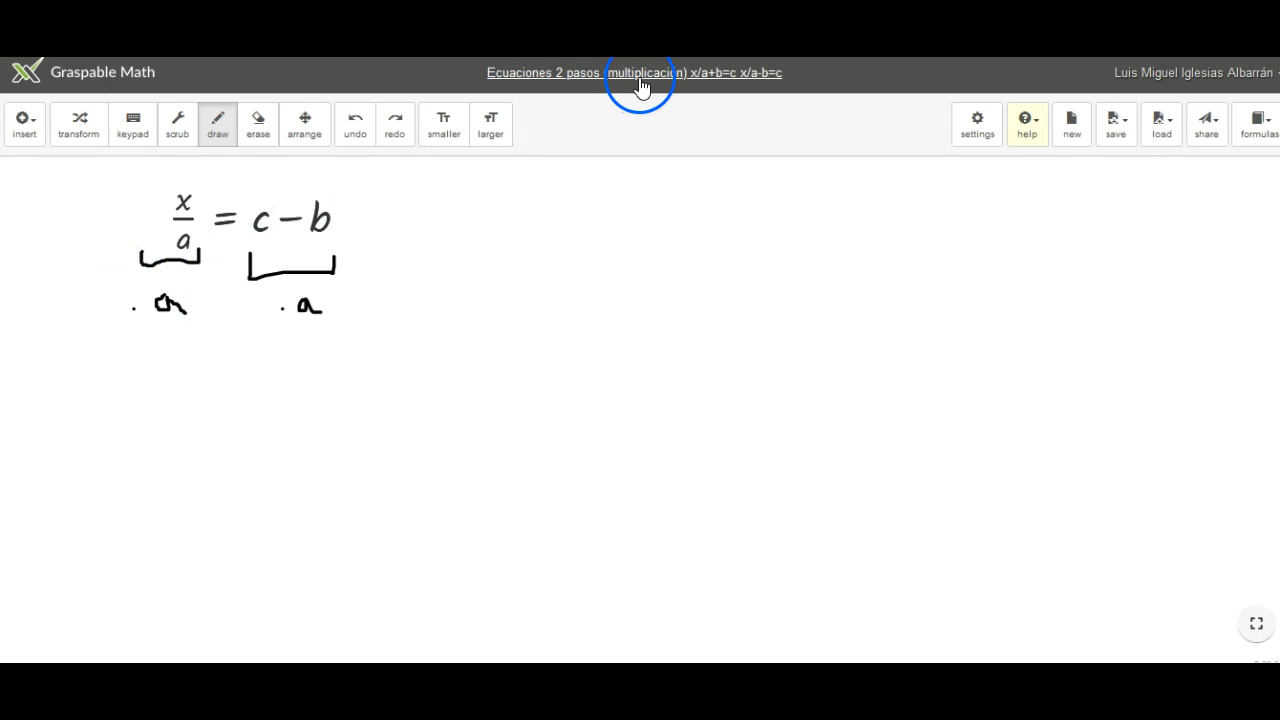 Graspable Math
Ecuaciones 2 pasos (multiplicación) x/a+b=c x/a-b=c
Luis Miguel Iglesias Albarrán
insert transform keypad scrub draw erase arrange undo redo smaller larger settings help new save load share formulas
x/a = c − b
. a . a